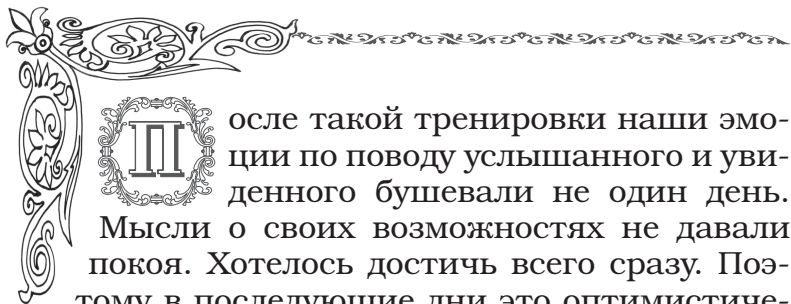 После такой тренировки наши эмо-
ции по поводу услышанного и уви-
денного бушевали не один день.
Мысли о своих возможностях не давали
покоя. Хотелось достичь всего сразу. Поэ-
тому в последующие дни это оптимистиче-